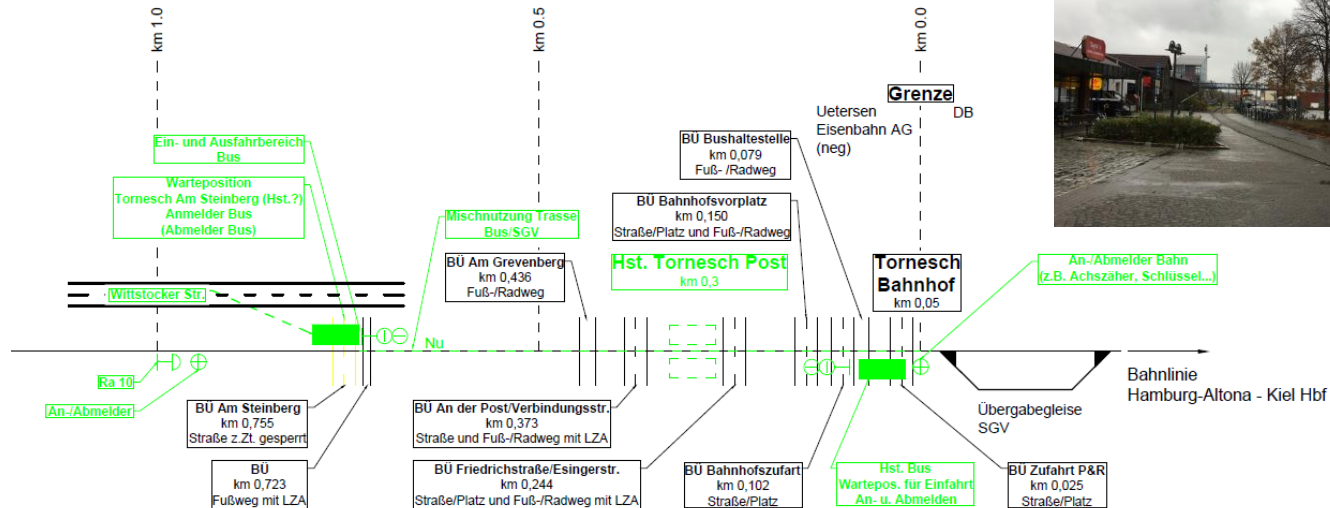 km 1.0
km 0.5
km 0.0
Grenze
Uetersen
Eisenbahn AG
(neg)
DB
Ein- und Ausfahrbereich
Bus
BÜ Bushaltestelle
km 0,079
Fuß- /Radweg
Warteposition
Tornesch Am Steinberg (Hst.?)
Anmelder Bus
(Abmelder Bus)
Mischnutzung Trasse
Bus/SGV
BÜ Bahnhofsvorplatz
km 0,150
Straße/Platz und Fuß-/Radweg
BÜ Am Grevenberg
km 0,436
Fuß-/Radweg
Hst. Tornesch Post
km 0,3
Tornesch
Bahnhof
km 0,05
An-/Abmelder Bahn
(z.B. Achszäher, Schlüssel...)
Wittstocker Str.
Nu
Ra 10
An-/Abmelder
Bahnlinie
Hamburg-Altona - Kiel Hbf
Übergabegleise
SGV
BÜ Am Steinberg
km 0,755
Straße z.Zt. gesperrt
BÜ An der Post/Verbindungsstr.
km 0,373
Straße und Fuß-/Radweg mit LZA
BÜ
km 0,723
Fußweg mit LZA
BÜ Friedrichstraße/Esingerstr.
km 0,244
Straße/Platz und Fuß-/Radweg mit LZA
BÜ Bahnhofszufart
km 0,102
Straße/Platz
Hst. Bus
Wartepos. für Einfahrt
An- u. Abmelden
BÜ Zufahrt P&R
km 0,025
Straße/Platz